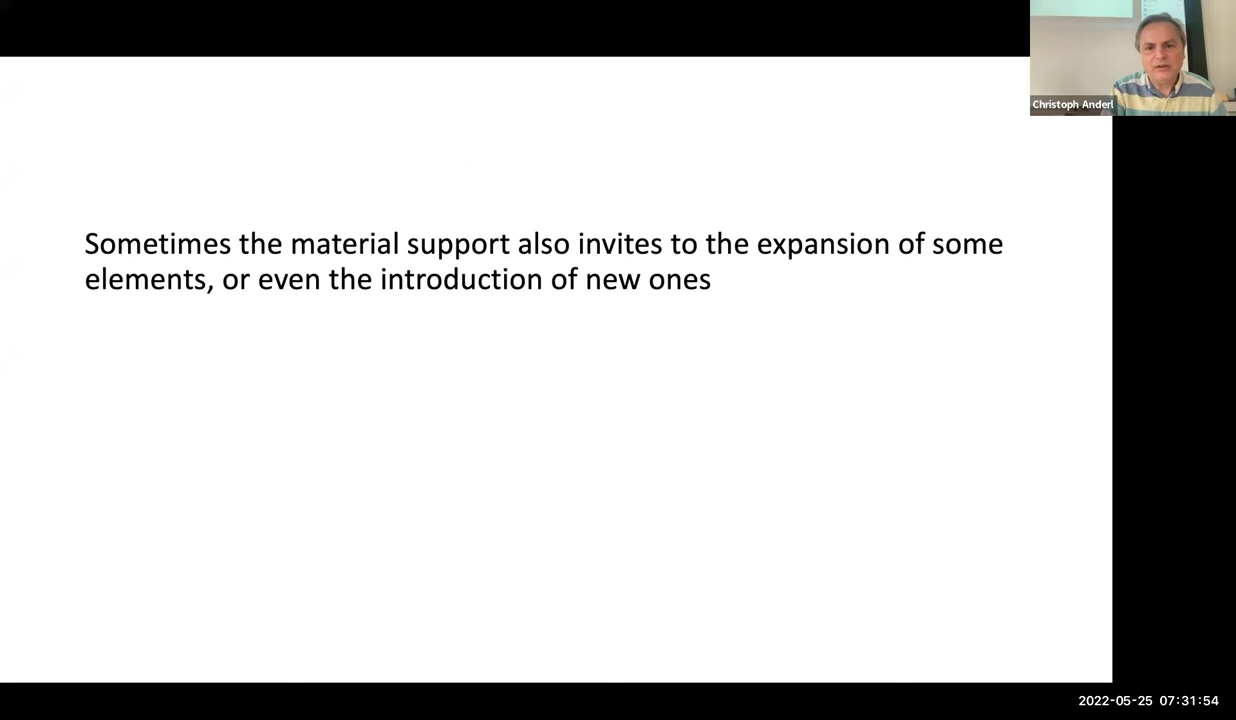 Christoph Anderl
Sometimes the material support also invites to the expansion of some
elements, or even the introduction of new ones
2022-05-25 07:31:54